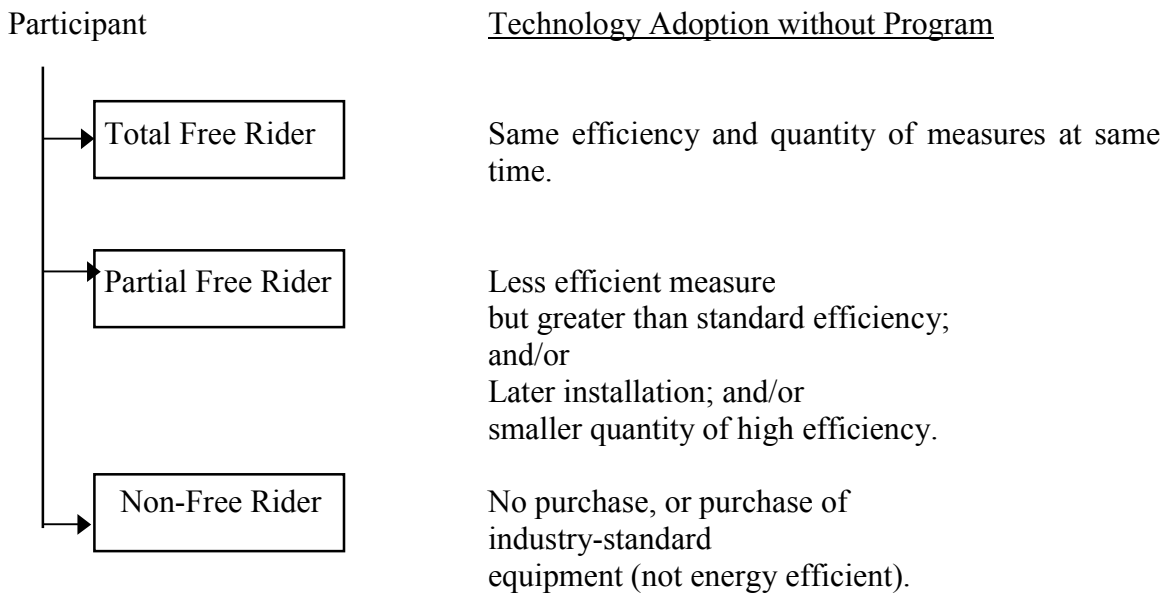 Participant
Technology Adoption without Program
Total Free Rider
Same efficiency and quantity of measures at same
time.
Partial Free Rider
Less efficient measure
but greater than standard efficiency;
and/or
Later installation; and/or
smaller quantity of high efficiency.
Non-Free Rider
No purchase, or purchase of
industry-standard
equipment (not energy efficient).